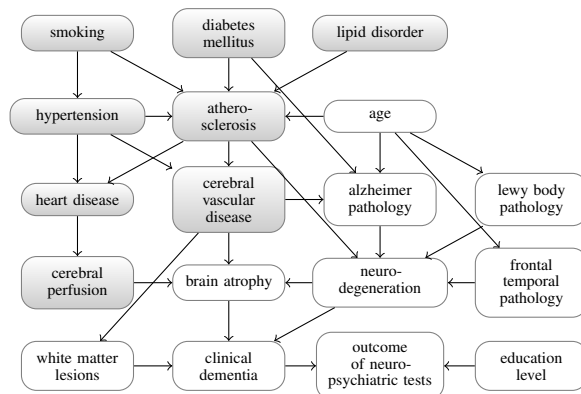 smoking
diabetes
mellitus
lipid disorder
hypertension
athero-
sclerosis
age
heart disease
cerebral
vascular
disease
alzheimer
pathology
lewy body
pathology
cerebral
perfusion
brain atrophy
neuro-
degeneration
frontal
temporal
pathology
white matter
lesions
clinical
dementia
outcome
of neuro-
psychiatric tests
education
level